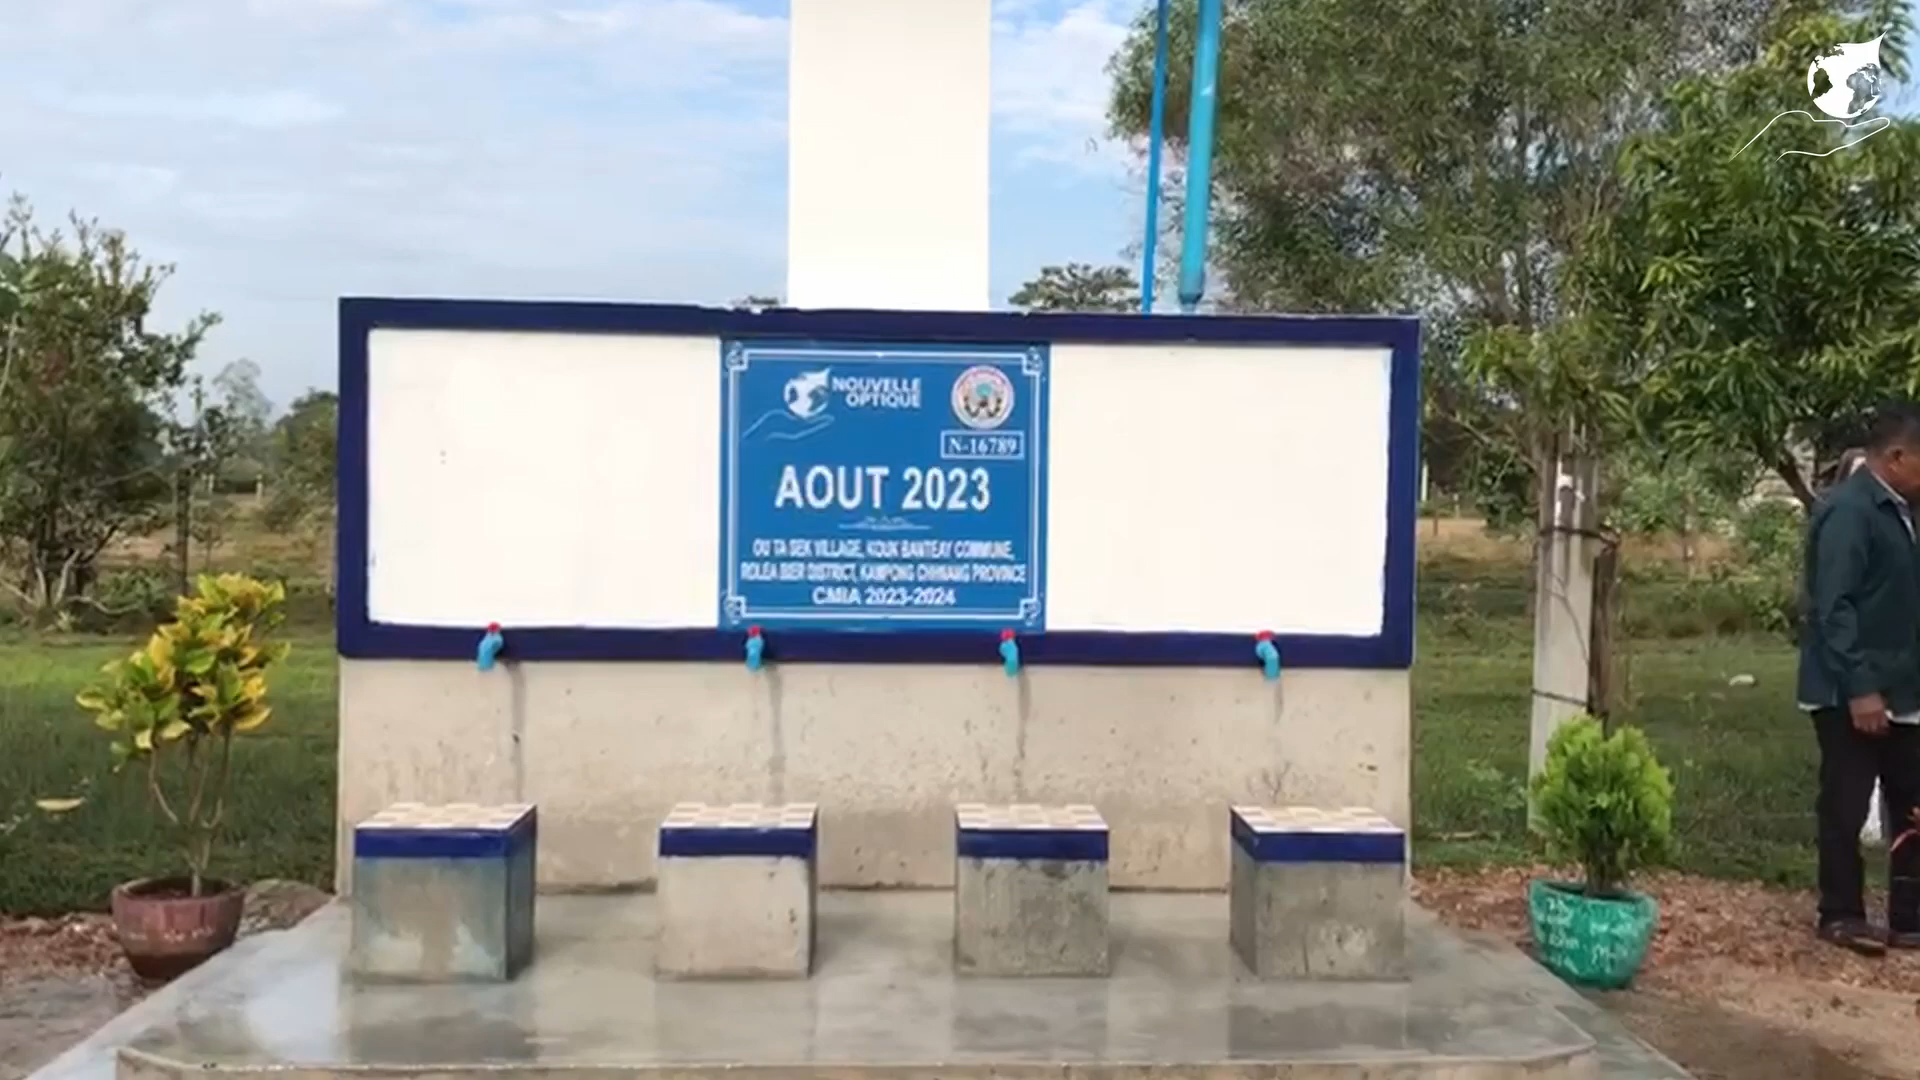 NOUVELLE
OPTIQUE
N-16789
AOUT 2023
OU TA SEK VILLAGE, KOUK BANTEAY COMMUNE,
ROLEA BIER DISTRICT, KAMPONG CHHNANG PROVINCE
CMIA 2023-2024